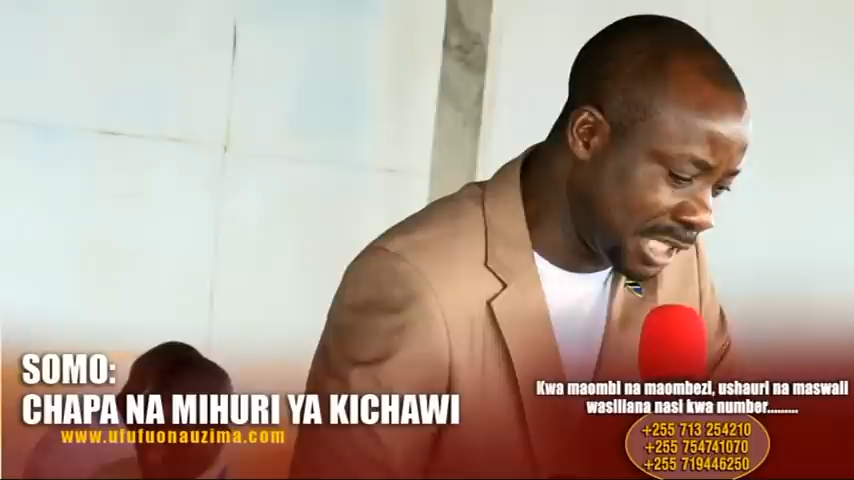 SOMO:
CHAPA NA MIHURI YA KICHAWI
www.ufufuonauzima.com
Kwa maombi na maombezi, ushauri na maswali
wasiliana nasi kwa number.........
+255 713 254210
+255 754741070
+255 719446250